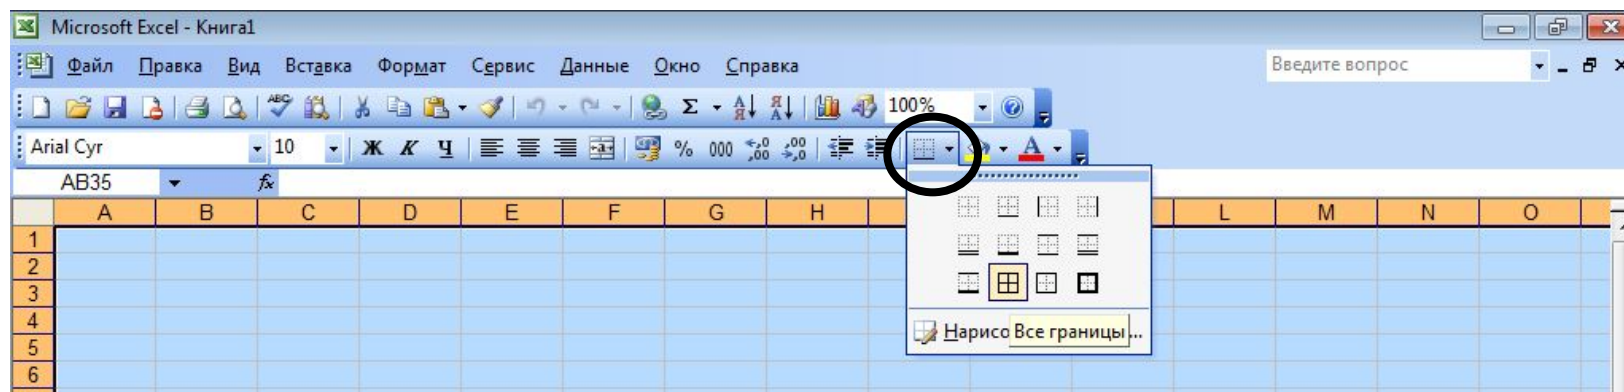 Microsoft Excel - Книга1
Файл Правка Вид Вставка Формат Сервис Данные Окно Справка Введите вопрос
100%
Arial Cyr 10 Ж К Ч % 000
AB35 fx
A B C D E F G H L M N O
1
2
3
4
5
6
Нарисо Все границы ...